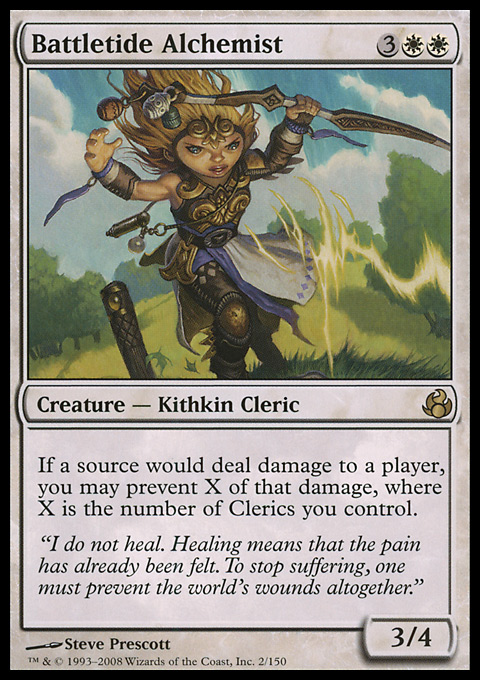 Battletide Alchemist 3
Creature — Kithkin Cleric
If a source would deal damage to a player,
you may prevent X of that damage, where
X is the number of Clerics you control.
“I do not heal. Healing means that the pain
has already been felt. To stop suffering, one
must prevent the world’s wounds altogether.”
Steve Prescott
3/4
™ & © 1993–2008 Wizards of the Coast, Inc. 2/150